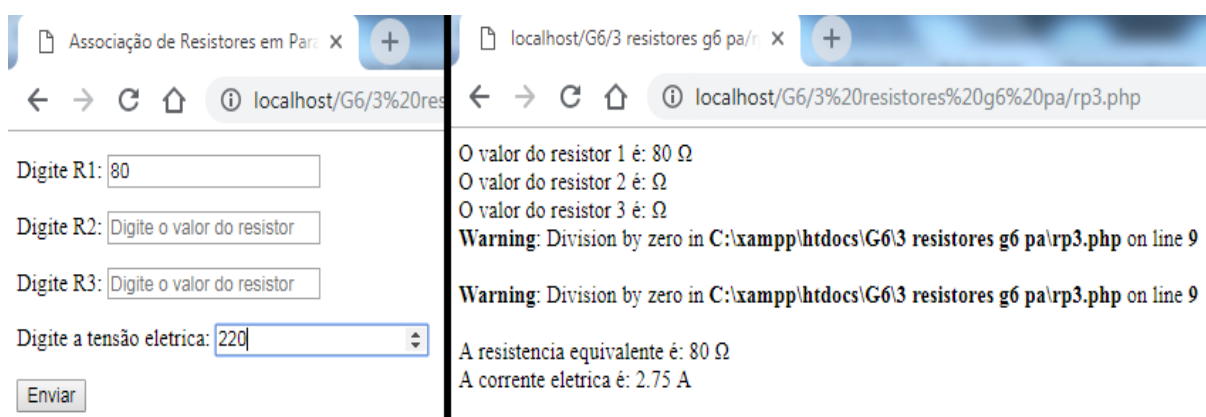 Associação de Resistores em Para
localhost/G6/3%20res
Digite R1: 80
Digite R2: Digite o valor do resistor
Digite R3: Digite o valor do resistor
Digite a tensão eletrica: 220
Enviar
localhost/G6/3 resistores g6 pa/r
localhost/G6/3%20resistores%20g6%20pa/rp3.php
O valor do resistor 1 é: 80 Ω
O valor do resistor 2 é: Ω
O valor do resistor 3 é: Ω
Warning: Division by zero in C:\xampp\htdocs\G6\3 resistores g6 pa\rp3.php on line 9
Warning: Division by zero in C:\xampp\htdocs\G6\3 resistores g6 pa\rp3.php on line 9
A resistencia equivalente é: 80 Ω
A corrente eletrica é: 2.75 A